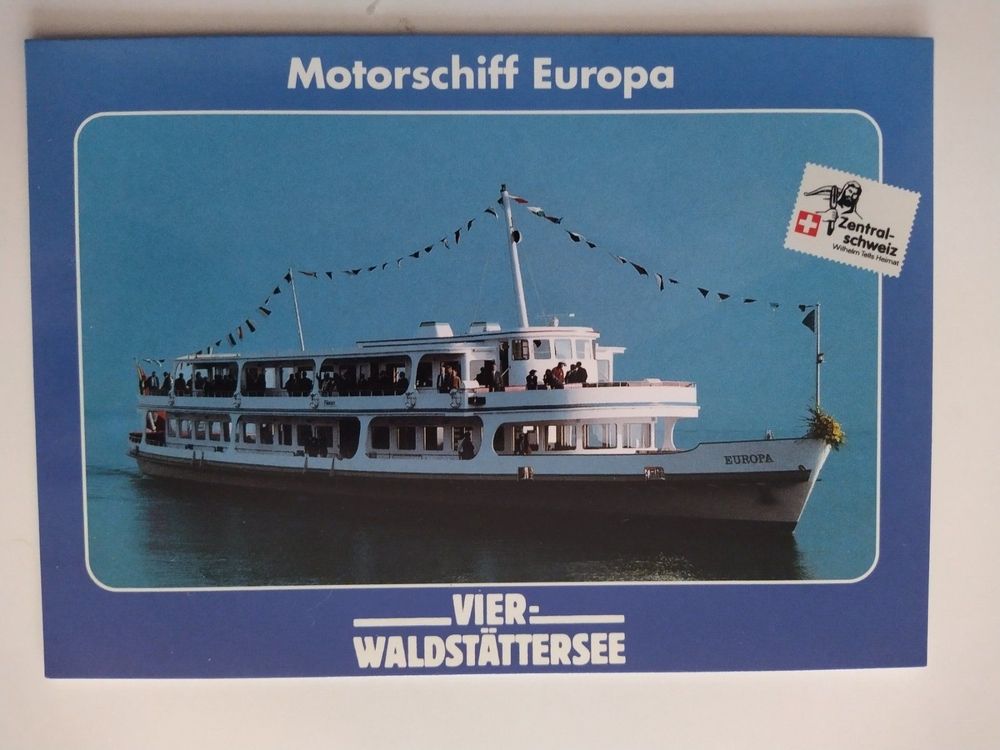 Motorschiff Europa
Zentral-
schweiz
Wilhelm Tells Heimat
EUROPA
VIER-
WALDSTÄTTERSEE